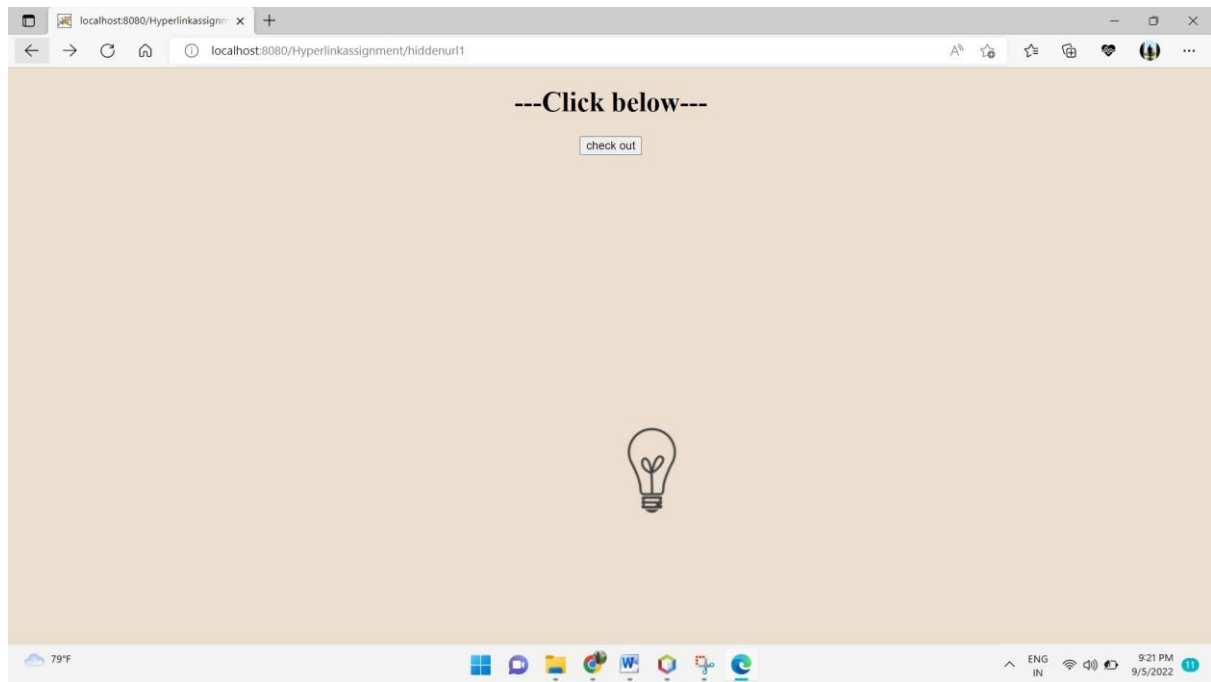 localhost:8080/Hyperlinkassignm
localhost:8080/Hyperlinkassignment/hiddenurl1
---Click below---
check out
79°F
W
ENG
IN
9:21 PM
9/5/2022
11